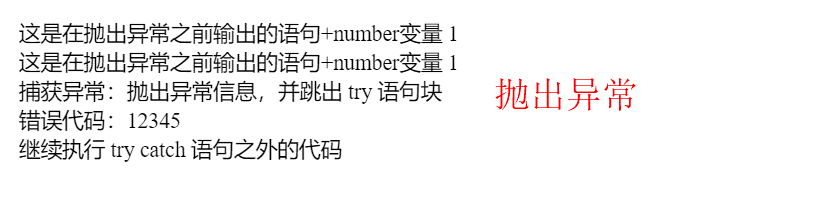 这是在抛出异常之前输出的语句+number变量 1
这是在抛出异常之前输出的语句+number变量 1
捕获异常：抛出异常信息，并跳出 try 语句块
抛出异常
错误代码：12345
继续执行 try catch 语句之外的代码